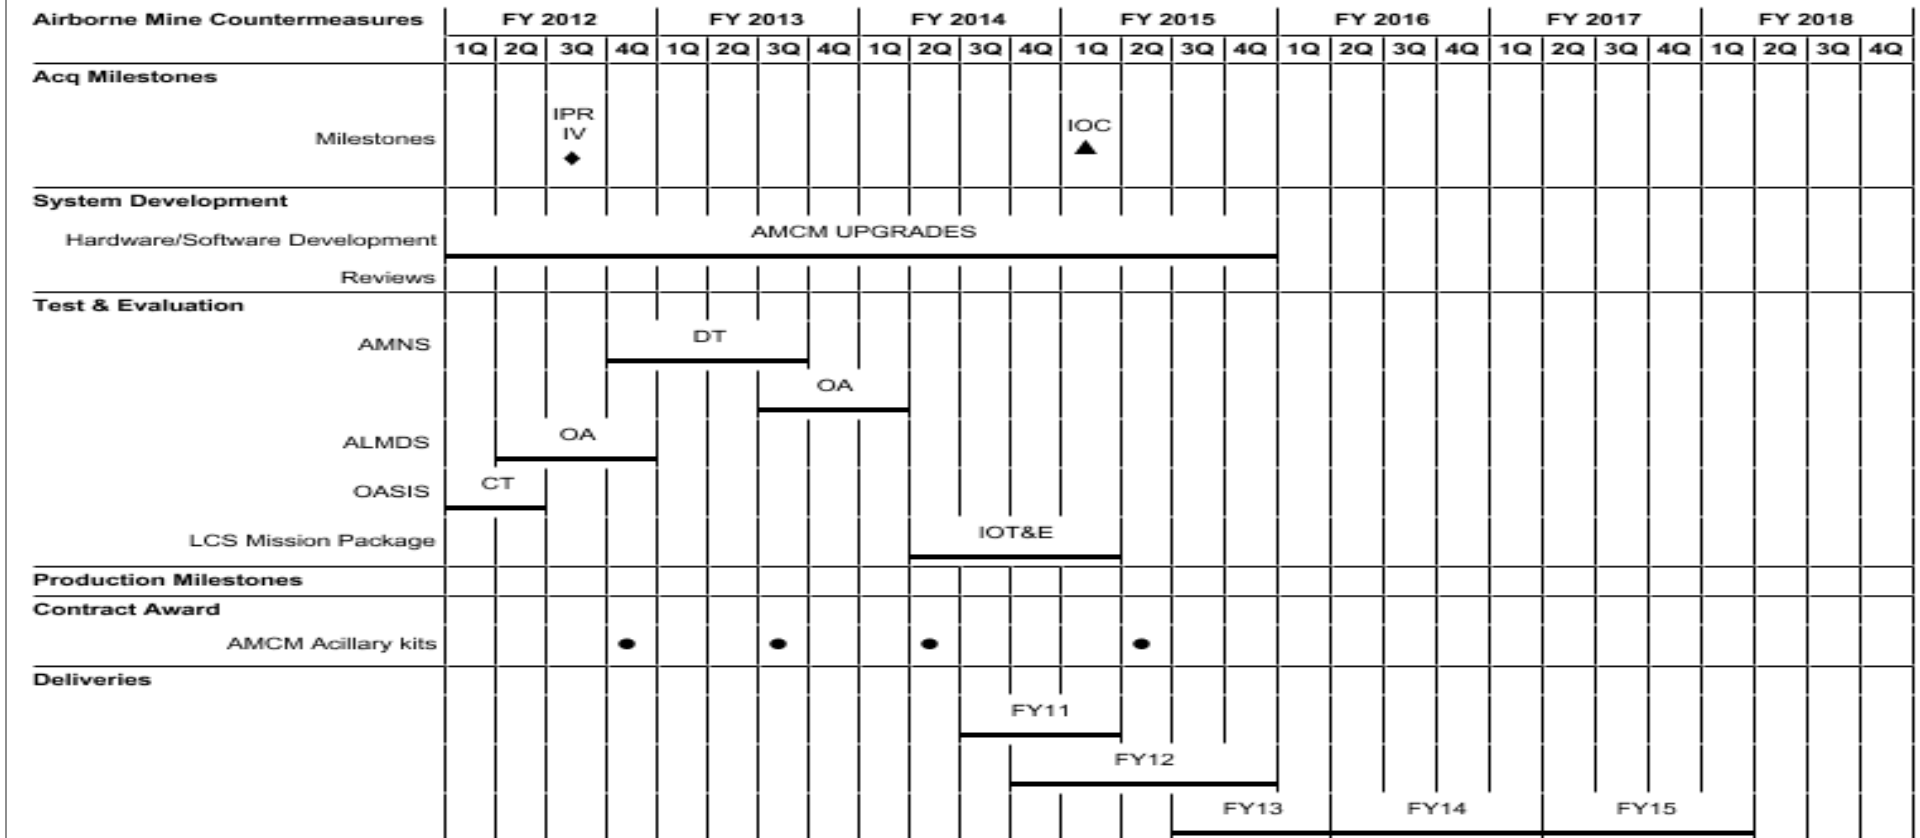 Airborne Mine Countermeasures FY 2012 FY 2013 FY 2014 FY 2015 FY 2016 FY 2017 FY 2018
1Q 2Q 3Q 4Q 1Q 2Q 3Q 4Q 1Q 2Q 3Q 4Q 1Q 2Q 3Q 4Q 1Q 2Q 3Q 4Q 1Q 2Q 3Q 4Q 1Q 2Q 3Q 4Q
Acq Milestones
Milestones IPR IV IOC
System Development
Hardware/Software Development AMCM UPGRADES
Reviews
Test & Evaluation
AMNS DT
OA
ALMDS OA
OASIS CT
LCS Mission Package IOT&E
Production Milestones
Contract Award
AMCM Acillary kits
Deliveries
FY11
FY12
FY13 FY14 FY15